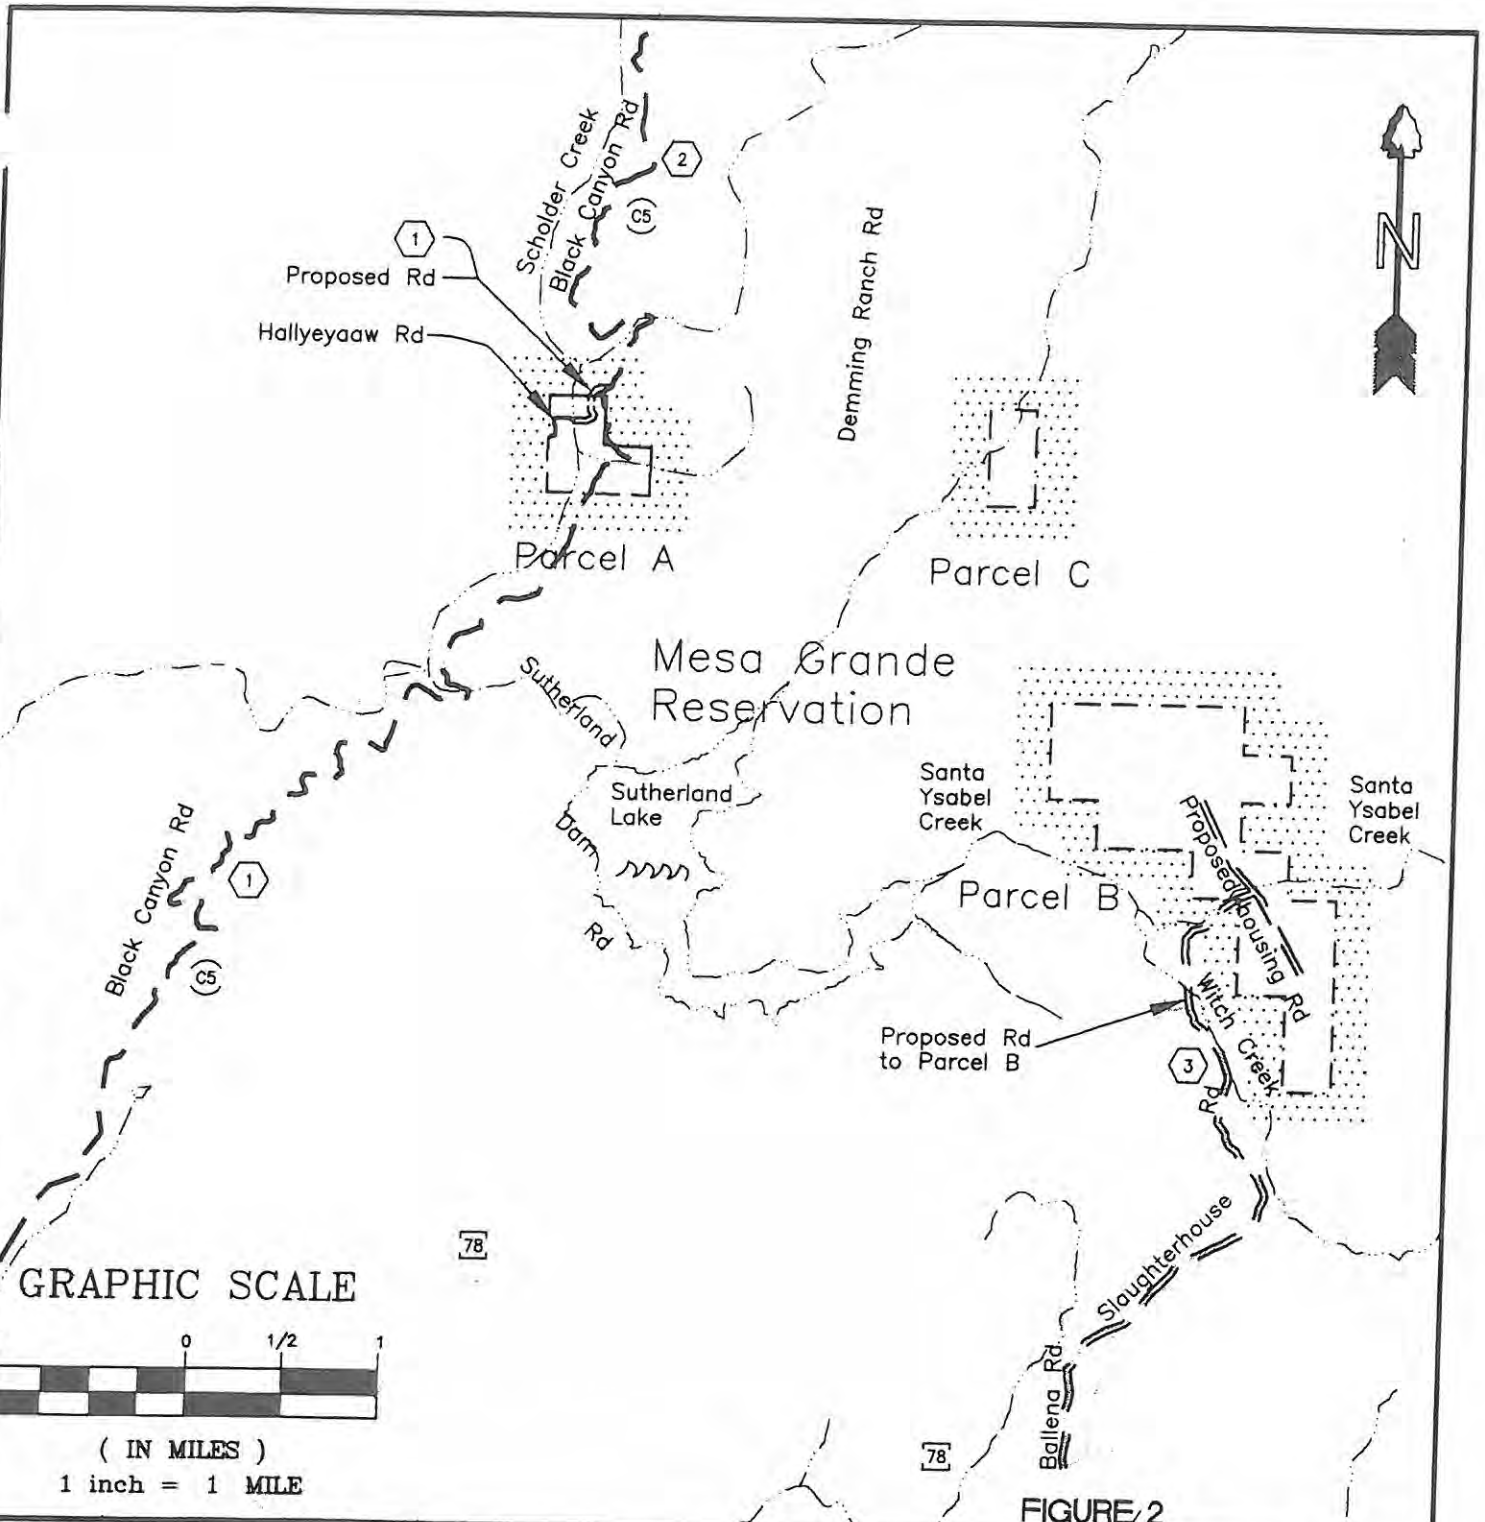 Scholder Creek
Black Canyon Rd
2
C5
1
Proposed Rd
Hallyeyaaw Rd
Demming Ranch Rd
N
Parcel A
Parcel C
Mesa Grande
Reservation
Sutherland
Dam
Rd
Sutherland
Lake
Santa
Ysabel
Creek
Santa
Ysabel
Creek
Parcel B
Proposed housing Rd
Witch Creek
Proposed Rd
to Parcel B
3
Rd
Slaughterhouse
Ballena Rd
Black Canyon Rd
1
C5
78
78
GRAPHIC SCALE
0 1/2 1
( IN MILES )
1 inch = 1 MILE
FIGURE 2